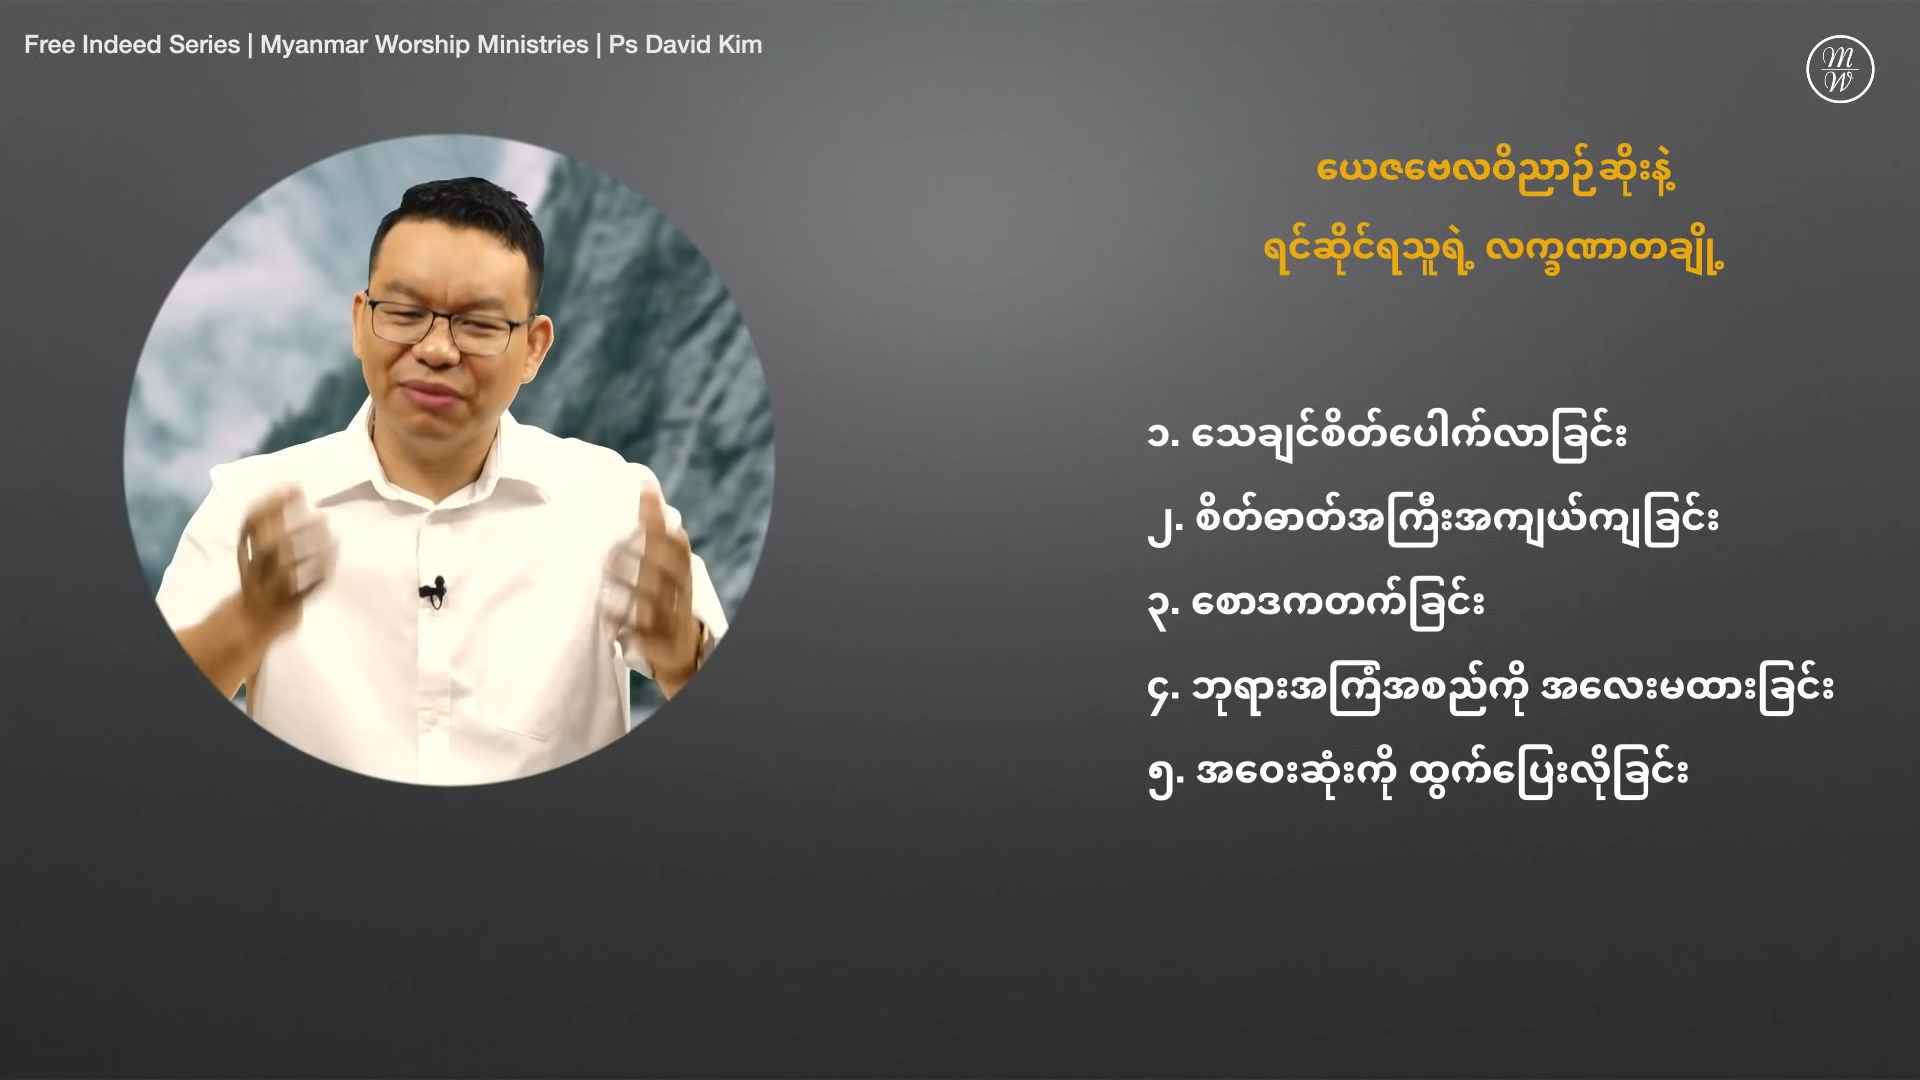 Free Indeed Series | Myanmar Worship Ministries | Ps David Kim
MW
ယေဇဗေလဝိညာဉ်ဆိုးနဲ့
ရင်ဆိုင်ရသူရဲ့ လက္ခဏာတချို့
၁. သေချင်စိတ်ပေါက်လာခြင်း
၂. စိတ်ဓာတ်အကြီးအကျယ်ကျခြင်း
၃. စောဒကတက်ခြင်း
၄. ဘုရားအကြံအစည်ကို အလေးမထားခြင်း
၅. အဝေးဆုံးကို ထွက်ပြေးလိုခြင်း